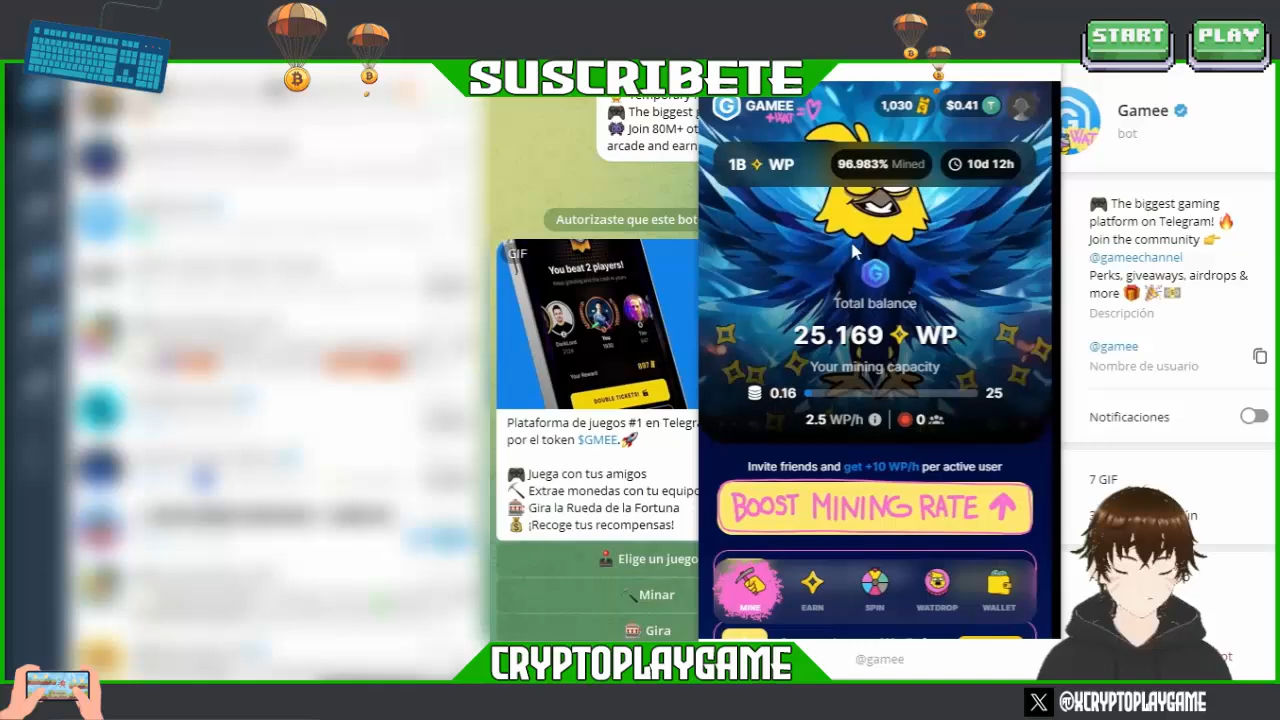 START
PLAY
SUSCRIBETE
🎮 The biggest
👾 Join 80M+
arcade and earn
Autorizaste que este bot
GIF
You beat 2 players!
DOUBLE TICKETS!
Plataforma de juegos #1 en
por el token $GMEE.🚀
🎮 Juega con tus amigos
⛏️ Extrae monedas con tu equipo
🎰 Gira la Rueda de la Fortuna
💰 ¡Recoge tus recompensas!
🕹️ Elige un juego
⛏️ Minar
🎰 Gira
GAMEE
+WAT=
1,030
$0.41
1B WP
96.983% Mined
10d 12h
Total balance
25.169 WP
Your mining capacity
0.16
25
2.5 WP/h
0
Invite friends and get +10 WP/h per active user
BOOST MINING RATE ↑
MINE
EARN
SPIN
WATDROP
WALLET
WAT
Gamee
bot
🎮 The biggest gaming
platform on Telegram! 🔥
Join the community 👉
@gameechannel
Perks, giveaways, airdrops &
more 🎁 🎉 💵
Descripción
@gamee
Nombre de usuario
Notificaciones
7 GIF
@gamee
CRYPTOPLAYGAME
X @XCRYPTOPLAYGAME